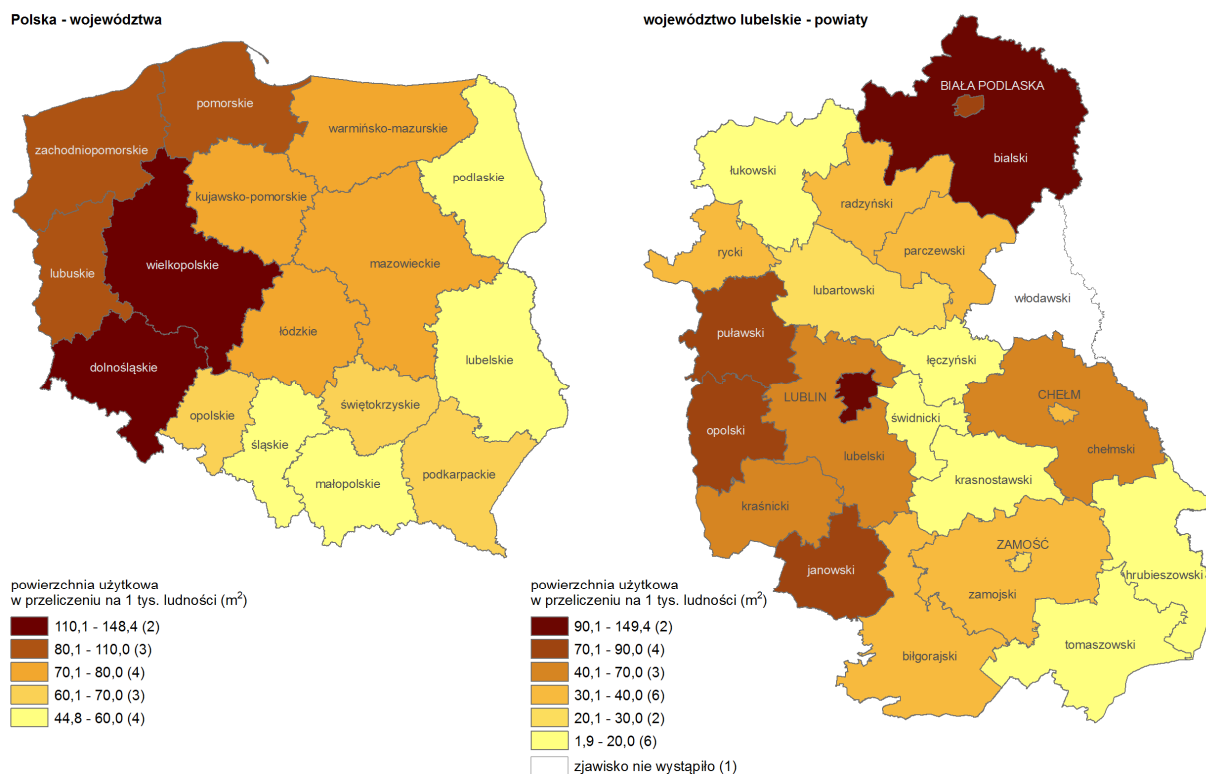 Polska - województwa
pomorskie
zachodniopomorskie
warmińsko-mazurskie
podlaskie
kujawsko-pomorskie
lubuskie
wielkopolskie
mazowieckie
łódzkie
dolnośląskie
lubelskie
opolskie
świętokrzyskie
śląskie
małopolskie
podkarpackie
powierzchnia użytkowa
w przeliczeniu na 1 tys. ludności (m²)
110,1 - 148,4 (2)
80,1 - 110,0 (3)
70,1 - 80,0 (4)
60,1 - 70,0 (3)
44,8 - 60,0 (4)
województwo lubelskie - powiaty
BIAŁA PODLASKA
bialski
łukowski
radzyński
parczewski
rycki
lubartowski
włodawski
puławski
łęczyński
LUBLIN
CHEŁM
opolski
świdnicki
lubelski
chełmski
krasnostawski
kraśnicki
ZAMOŚĆ
janowski
hrubieszowski
zamojski
tomaszowski
biłgorajski
powierzchnia użytkowa
w przeliczeniu na 1 tys. ludności (m²)
90,1 - 149,4 (2)
70,1 - 90,0 (4)
40,1 - 70,0 (3)
30,1 - 40,0 (6)
20,1 - 30,0 (2)
1,9 - 20,0 (6)
zjawisko nie wystąpiło (1)